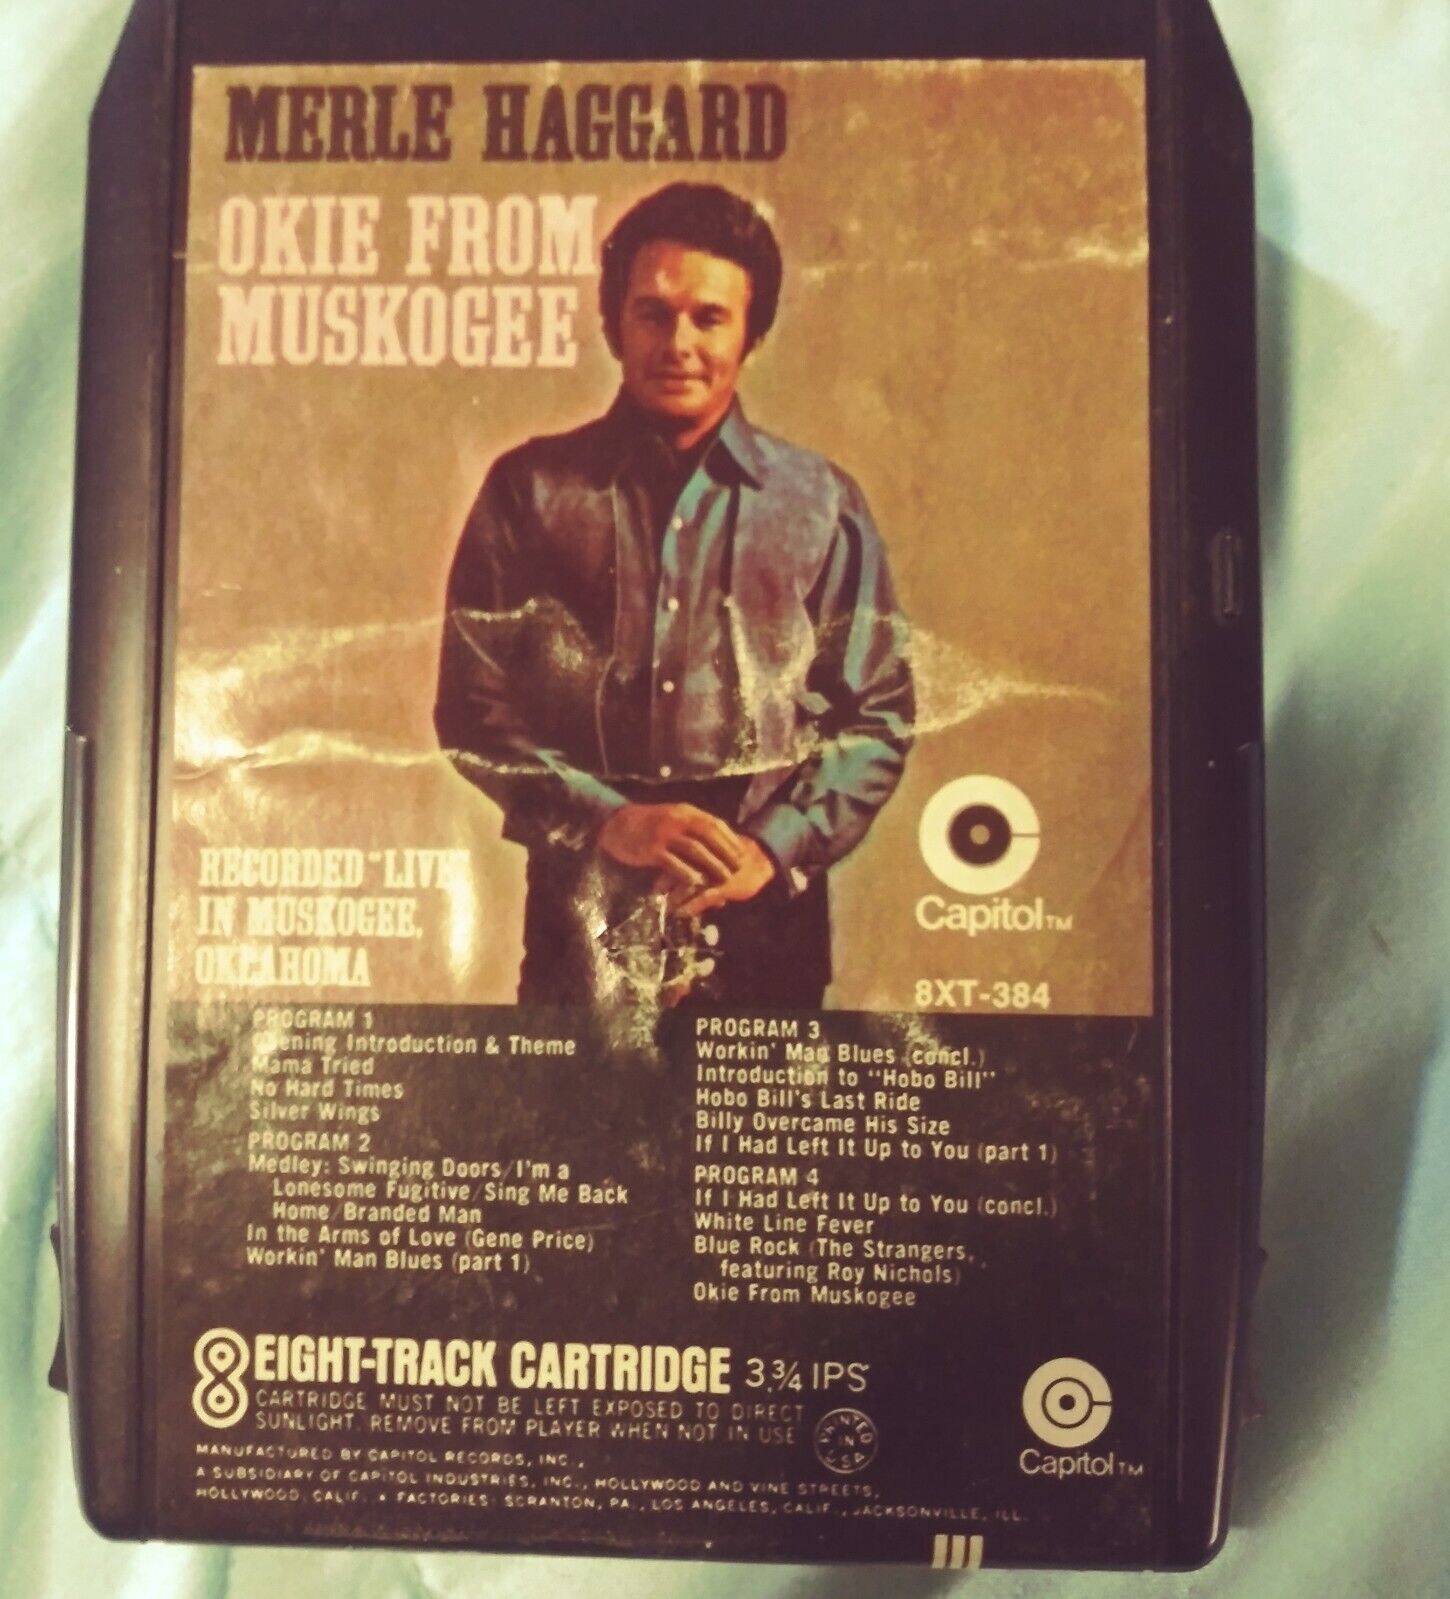 MERLE HAGGARD
OKIE FROM
MUSKOGEE
RECORDED "LIVE"
IN MUSKOGEE,
OKLAHOMA
Capitol TM
8XT-384
PROGRAM 1
Opening Introduction & Theme
Mama Tried
No Hard Times
Silver Wings
PROGRAM 2
Medley: Swinging Doors/I'm a
Lonesome Fugitive/Sing Me Back
Home/Branded Man
In the Arms of Love (Gene Price)
Workin' Man Blues (part 1)
PROGRAM 3
Workin' Man Blues (concl.)
Introduction to "Hobo Bill"
Hobo Bill's Last Ride
Billy Overcame His Size
If I Had Left It Up to You (part 1)
PROGRAM 4
If I Had Left It Up to You (concl.)
White Line Fever
Blue Rock (The Strangers,
featuring Roy Nichols)
Okie From Muskogee
8 EIGHT-TRACK CARTRIDGE 3 3/4 IPS
CARTRIDGE MUST NOT BE LEFT EXPOSED TO DIRECT
SUNLIGHT. REMOVE FROM PLAYER WHEN NOT IN USE
PRINTED IN U.S.A.
MANUFACTURED BY CAPITOL RECORDS, INC.,
A SUBSIDIARY OF CAPITOL INDUSTRIES, INC., HOLLYWOOD AND VINE STREETS,
HOLLYWOOD, CALIF. • FACTORIES: SCRANTON, PA., LOS ANGELES, CALIF., JACKSONVILLE, ILL.
Capitol TM